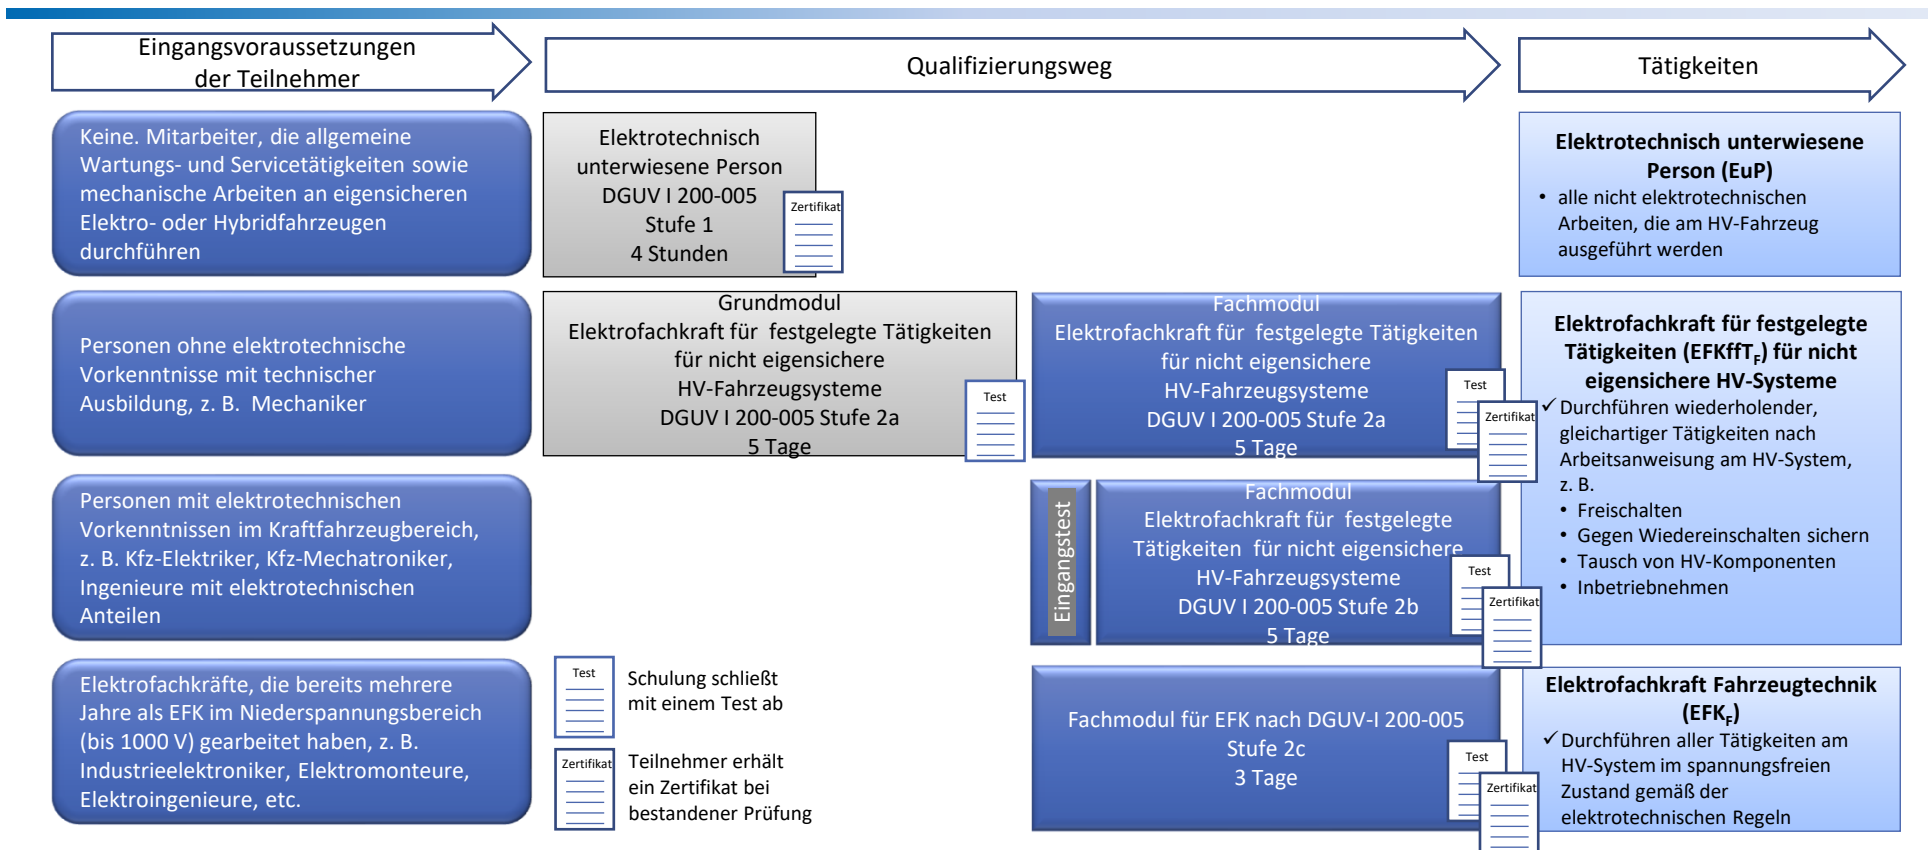 Eingangsvoraussetzungen
der Teilnehmer
Qualifizierungsweg
Tätigkeiten
Keine. Mitarbeiter, die allgemeine
Wartungs- und Servicetätigkeiten sowie
mechanische Arbeiten an eigensicheren
Elektro- oder Hybridfahrzeugen
durchführen
Elektrotechnisch
unterwiesene Person
DGUV I 200-005
Stufe 1
4 Stunden
Zertifikat
Elektrotechnisch unterwiesene
Person (EuP)
• alle nicht elektrotechnischen
Arbeiten, die am HV-Fahrzeug
ausgeführt werden
Personen ohne elektrotechnische
Vorkenntnisse mit technischer
Ausbildung, z. B. Mechaniker
Grundmodul
Elektrofachkraft für festgelegte Tätigkeiten
für nicht eigensichere
HV-Fahrzeugsysteme
DGUV I 200-005 Stufe 2a
5 Tage
Test
Fachmodul
Elektrofachkraft für festgelegte Tätigkeiten
für nicht eigensichere
HV-Fahrzeugsysteme
DGUV I 200-005 Stufe 2a
5 Tage
Test
Zertifikat
Elektrofachkraft für festgelegte
Tätigkeiten (EFKffT_F) für nicht
eigensichere HV-Systeme
✓ Durchführen wiederholender,
gleichartiger Tätigkeiten nach
Arbeitsanweisung am HV-System,
z. B.
• Freischalten
• Gegen Wiedereinschalten sichern
• Tausch von HV-Komponenten
• Inbetriebnehmen
Personen mit elektrotechnischen
Vorkenntnissen im Kraftfahrzeugbereich,
z. B. Kfz-Elektriker, Kfz-Mechatroniker,
Ingenieure mit elektrotechnischen
Anteilen
Eingangstest
Fachmodul
Elektrofachkraft für festgelegte
Tätigkeiten für nicht eigensichere
HV-Fahrzeugsysteme
DGUV I 200-005 Stufe 2b
5 Tage
Test
Zertifikat
Elektrofachkräfte, die bereits mehrere
Jahre als EFK im Niederspannungsbereich
(bis 1000 V) gearbeitet haben, z. B.
Industrieelektroniker, Elektromonteure,
Elektroingenieure, etc.
Test
Schulung schließt
mit einem Test ab
Zertifikat
Teilnehmer erhält
ein Zertifikat bei
bestandener Prüfung
Fachmodul für EFK nach DGUV-I 200-005
Stufe 2c
3 Tage
Test
Zertifikat
Elektrofachkraft Fahrzeugtechnik
(EFK_F)
✓ Durchführen aller Tätigkeiten am
HV-System im spannungsfreien
Zustand gemäß der
elektrotechnischen Regeln